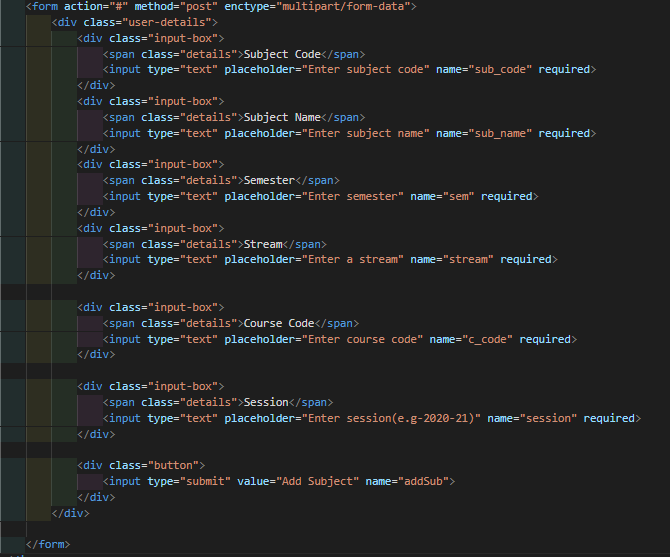 <form action="#" method="post" enctype="multipart/form-data">
<div class="user-details">
<div class="input-box">
<span class="details">Subject Code</span>
<input type="text" placeholder="Enter subject code" name="sub_code" required>
</div>
<div class="input-box">
<span class="details">Subject Name</span>
<input type="text" placeholder="Enter subject name" name="sub_name" required>
</div>
<div class="input-box">
<span class="details">Semester</span>
<input type="text" placeholder="Enter semester" name="sem" required>
</div>
<div class="input-box">
<span class="details">Stream</span>
<input type="text" placeholder="Enter a stream" name="stream" required>
</div>
<div class="input-box">
<span class="details">Course Code</span>
<input type="text" placeholder="Enter course code" name="c_code" required>
</div>
<div class="input-box">
<span class="details">Session</span>
<input type="text" placeholder="Enter session(e.g-2020-21)" name="session" required>
</div>
<div class="button">
<input type="submit" value="Add Subject" name="addSub">
</div>
</div>
</form>